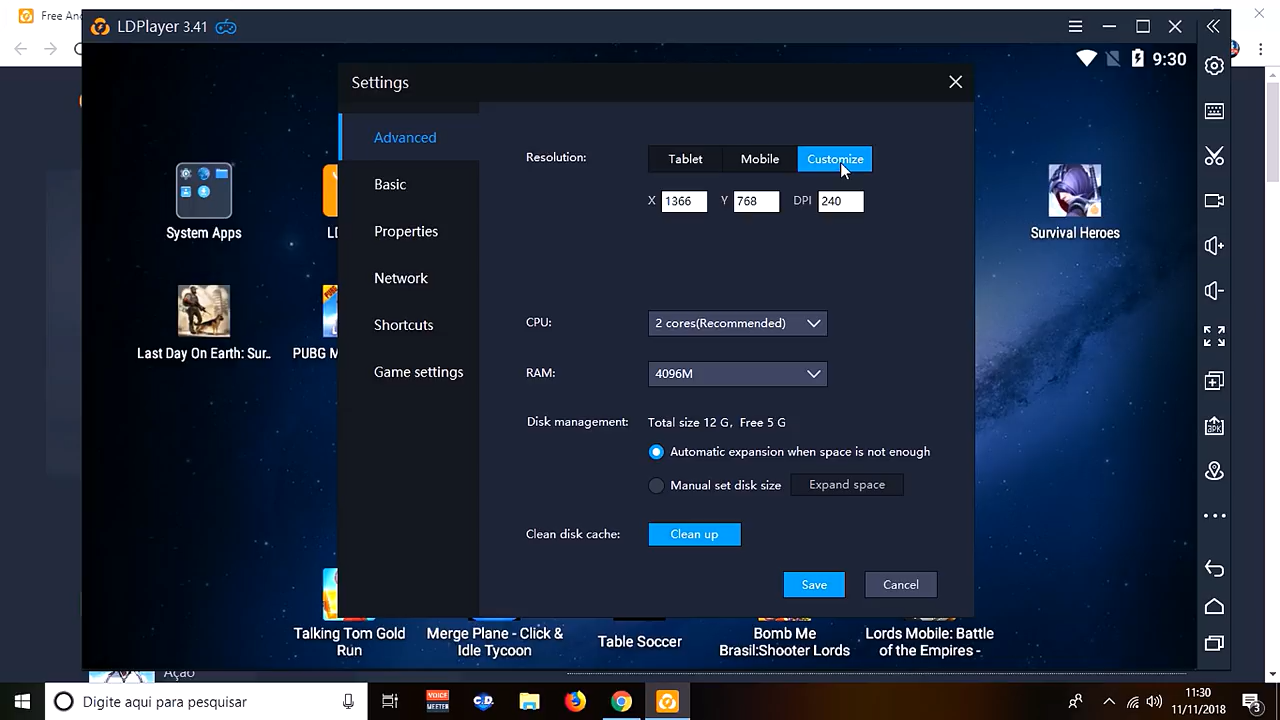 Free An
LDPlayer 3.41
9:30
Settings
Advanced
Basic
Properties
Network
Shortcuts
Game settings
Resolution:
Tablet
Mobile
Customize
X 1366 Y 768 DPI 240
CPU:
2 cores(Recommended)
RAM:
4096M
Disk management:
Total size 12 G, Free 5 G
Automatic expansion when space is not enough
Manual set disk size
Expand space
Clean disk cache:
Clean up
Save
Cancel
System Apps
LD
Survival Heroes
Last Day On Earth: Sur..
PUBG M
Talking Tom Gold
Run
Merge Plane - Click &
Idle Tycoon
Table Soccer
Bomb Me
Brasil:Shooter Lords
Lords Mobile: Battle
of the Empires -
Ação
Digite aqui para pesquisar
VOICE
MEETER
11:30
11/11/2018
3